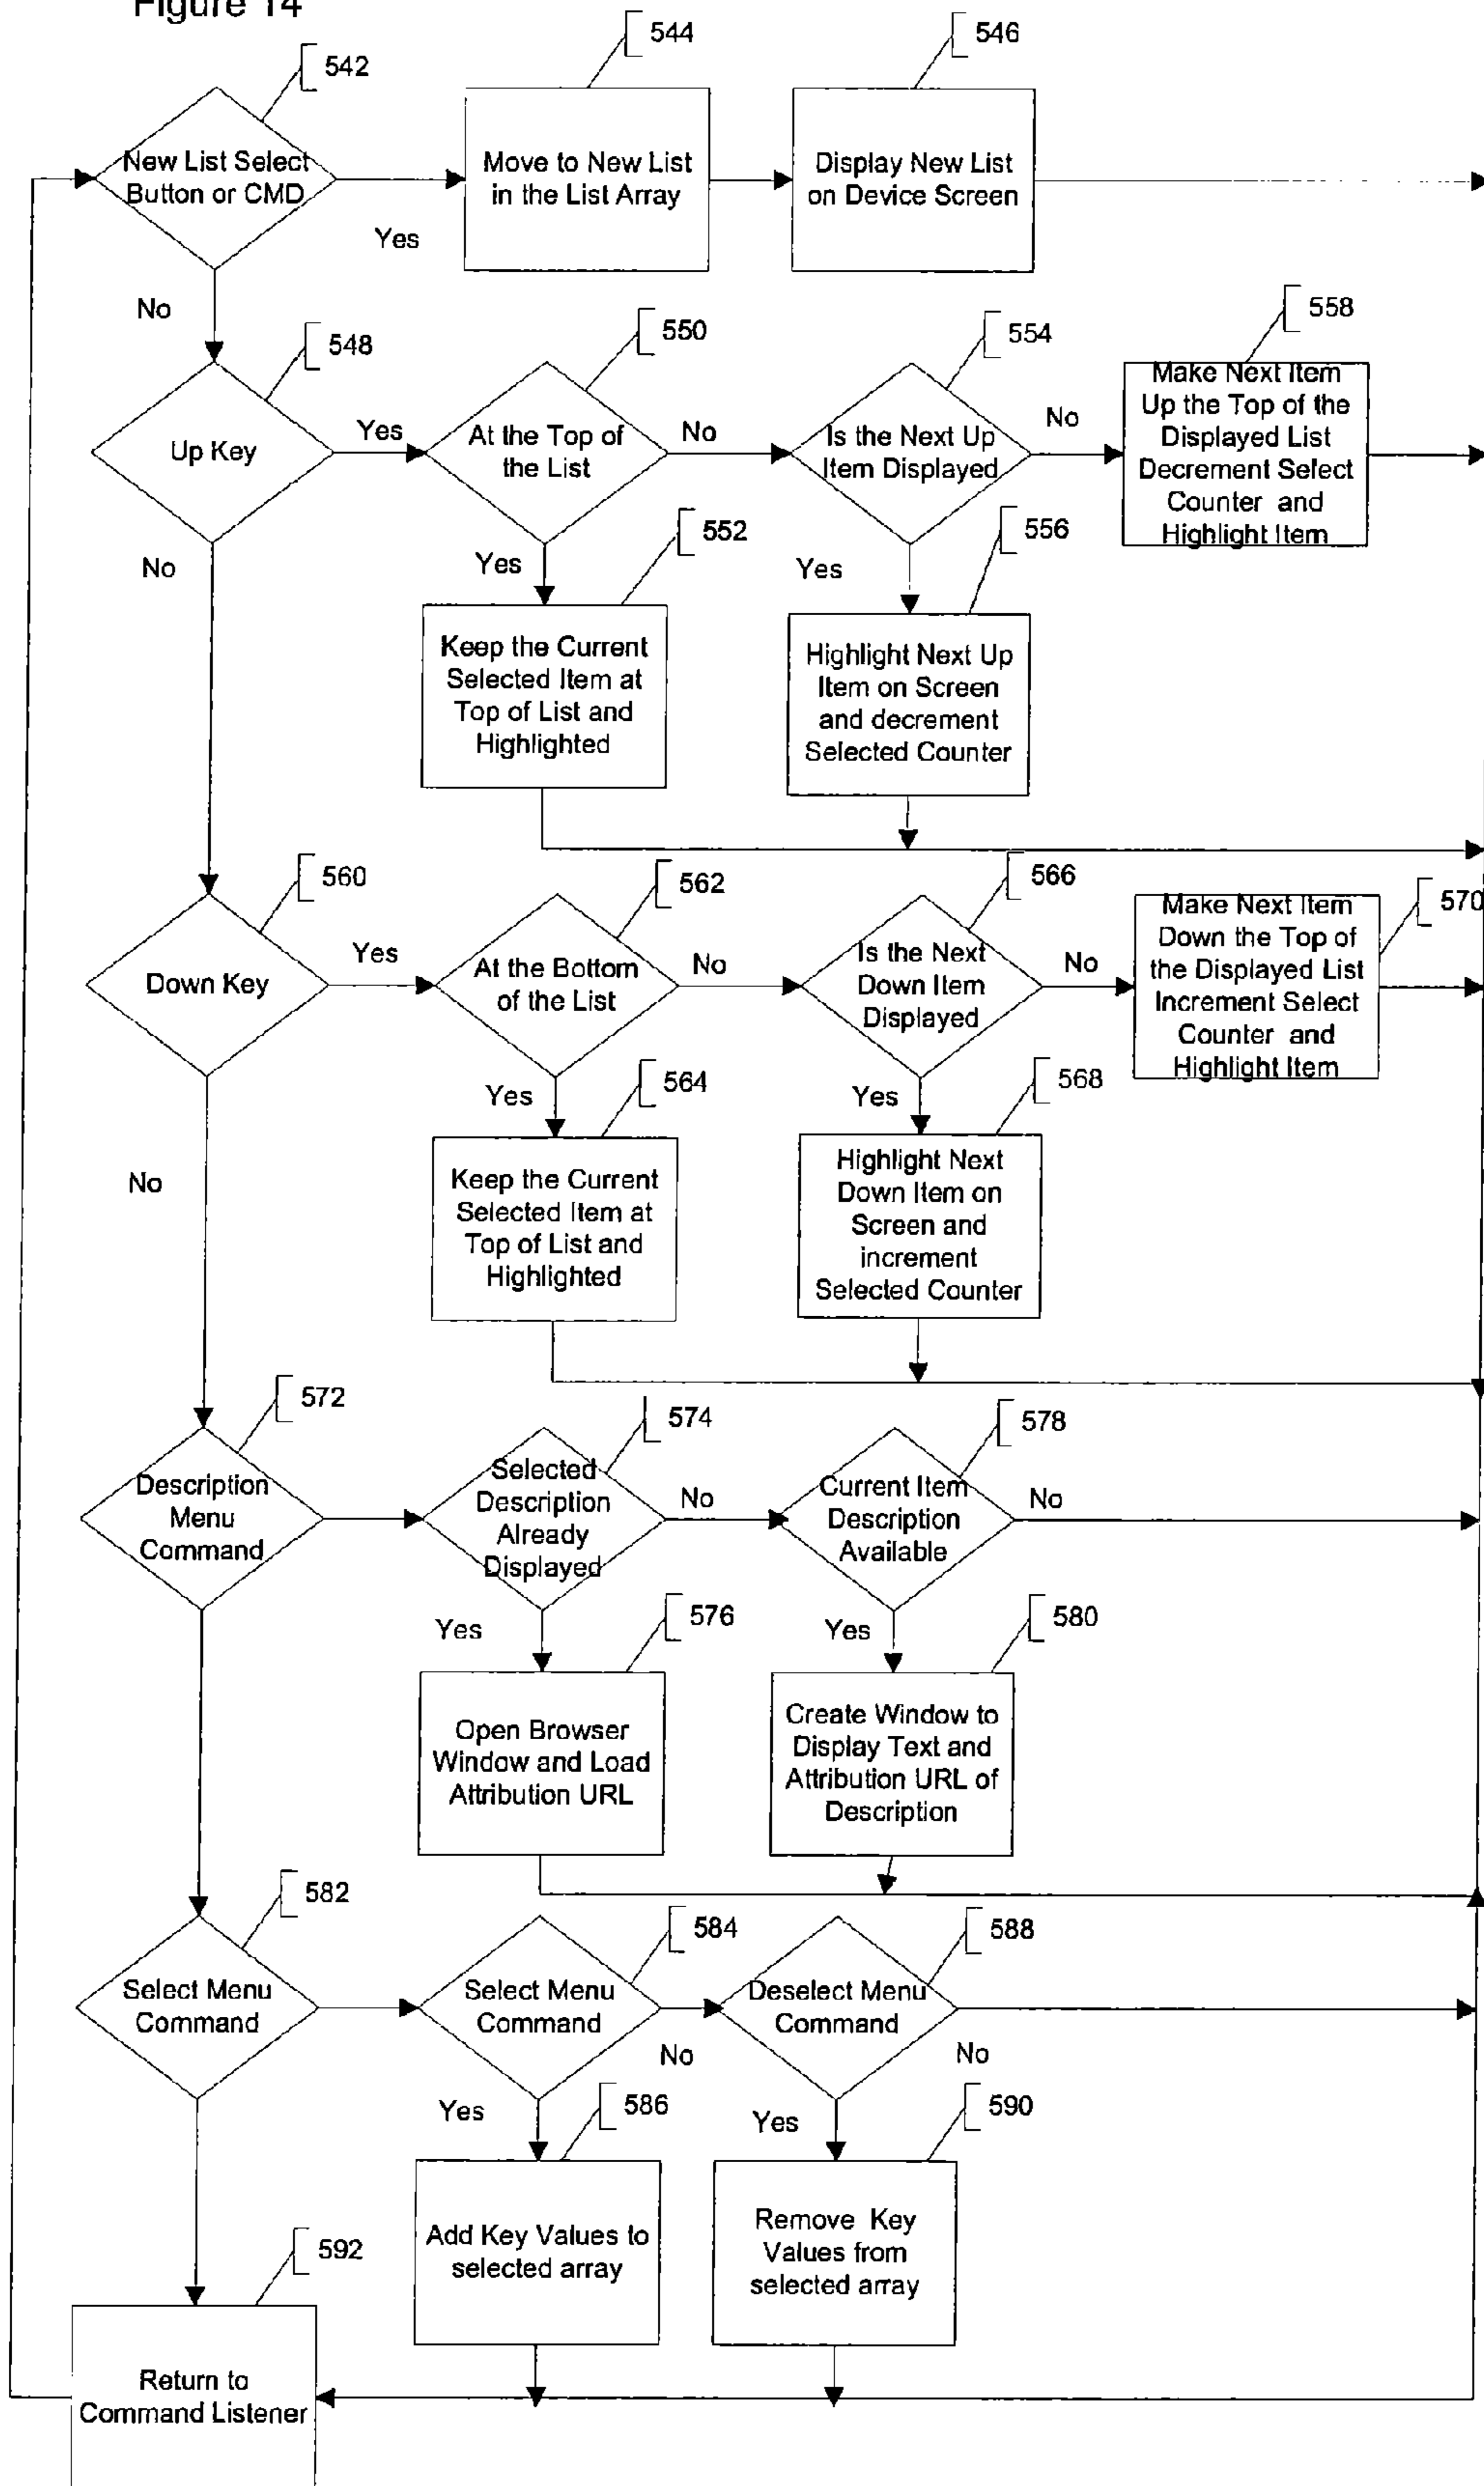 Figure 14
542
544
546
New List Select
Button or CMD
Move to New List
in the List Array
Display New List
on Device Screen
Yes
No
548
550
554
558
Up Key
Yes
At the Top of
the List
No
Is the Next Up
Item Displayed
No
Make Next Item
Up the Top of the
Displayed List
Decrement Select
Counter and
Highlight Item
No
Yes
552
Yes
556
Keep the Current
Selected Item at
Top of List and
Highlighted
Highlight Next Up
Item on Screen
and decrement
Selected Counter
560
562
566
570
Down Key
Yes
At the Bottom
of the List
No
Is the Next
Down Item
Displayed
No
Make Next Item
Down the Top of
the Displayed List
Increment Select
Counter and
Highlight Item
No
Yes
564
Yes
568
Keep the Current
Selected Item at
Top of List and
Highlighted
Highlight Next
Down Item on
Screen and
increment
Selected Counter
572
574
578
Description
Menu
Command
Selected
Description
Already
Displayed
No
Current Item
Description
Available
No
Yes
576
Yes
580
Open Browser
Window and Load
Attribution URL
Create Window to
Display Text and
Attribution URL of
Description
582
584
588
Select Menu
Command
Select Menu
Command
No
Deselect Menu
Command
No
Yes
586
Yes
590
Add Key Values to
selected array
Remove Key
Values from
selected array
592
Return to
Command Listener